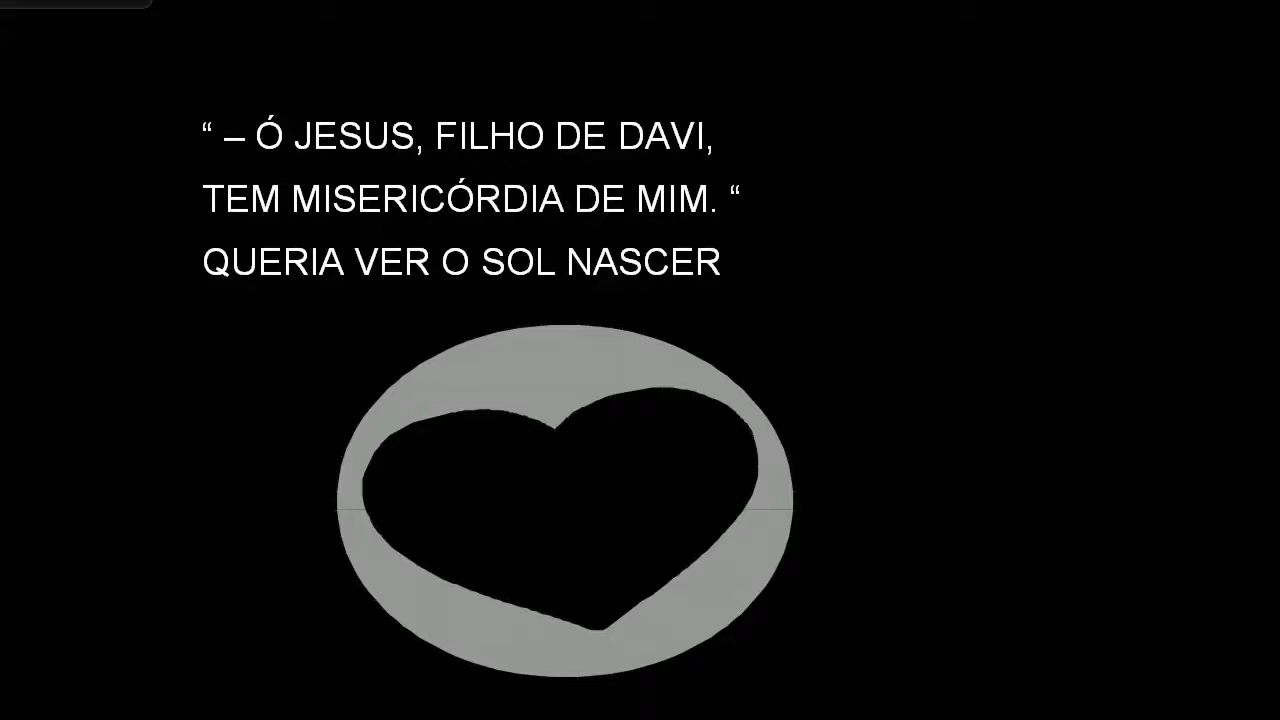 “ – Ó JESUS, FILHO DE DAVI,
TEM MISERICÓRDIA DE MIM. “
QUERIA VER O SOL NASCER